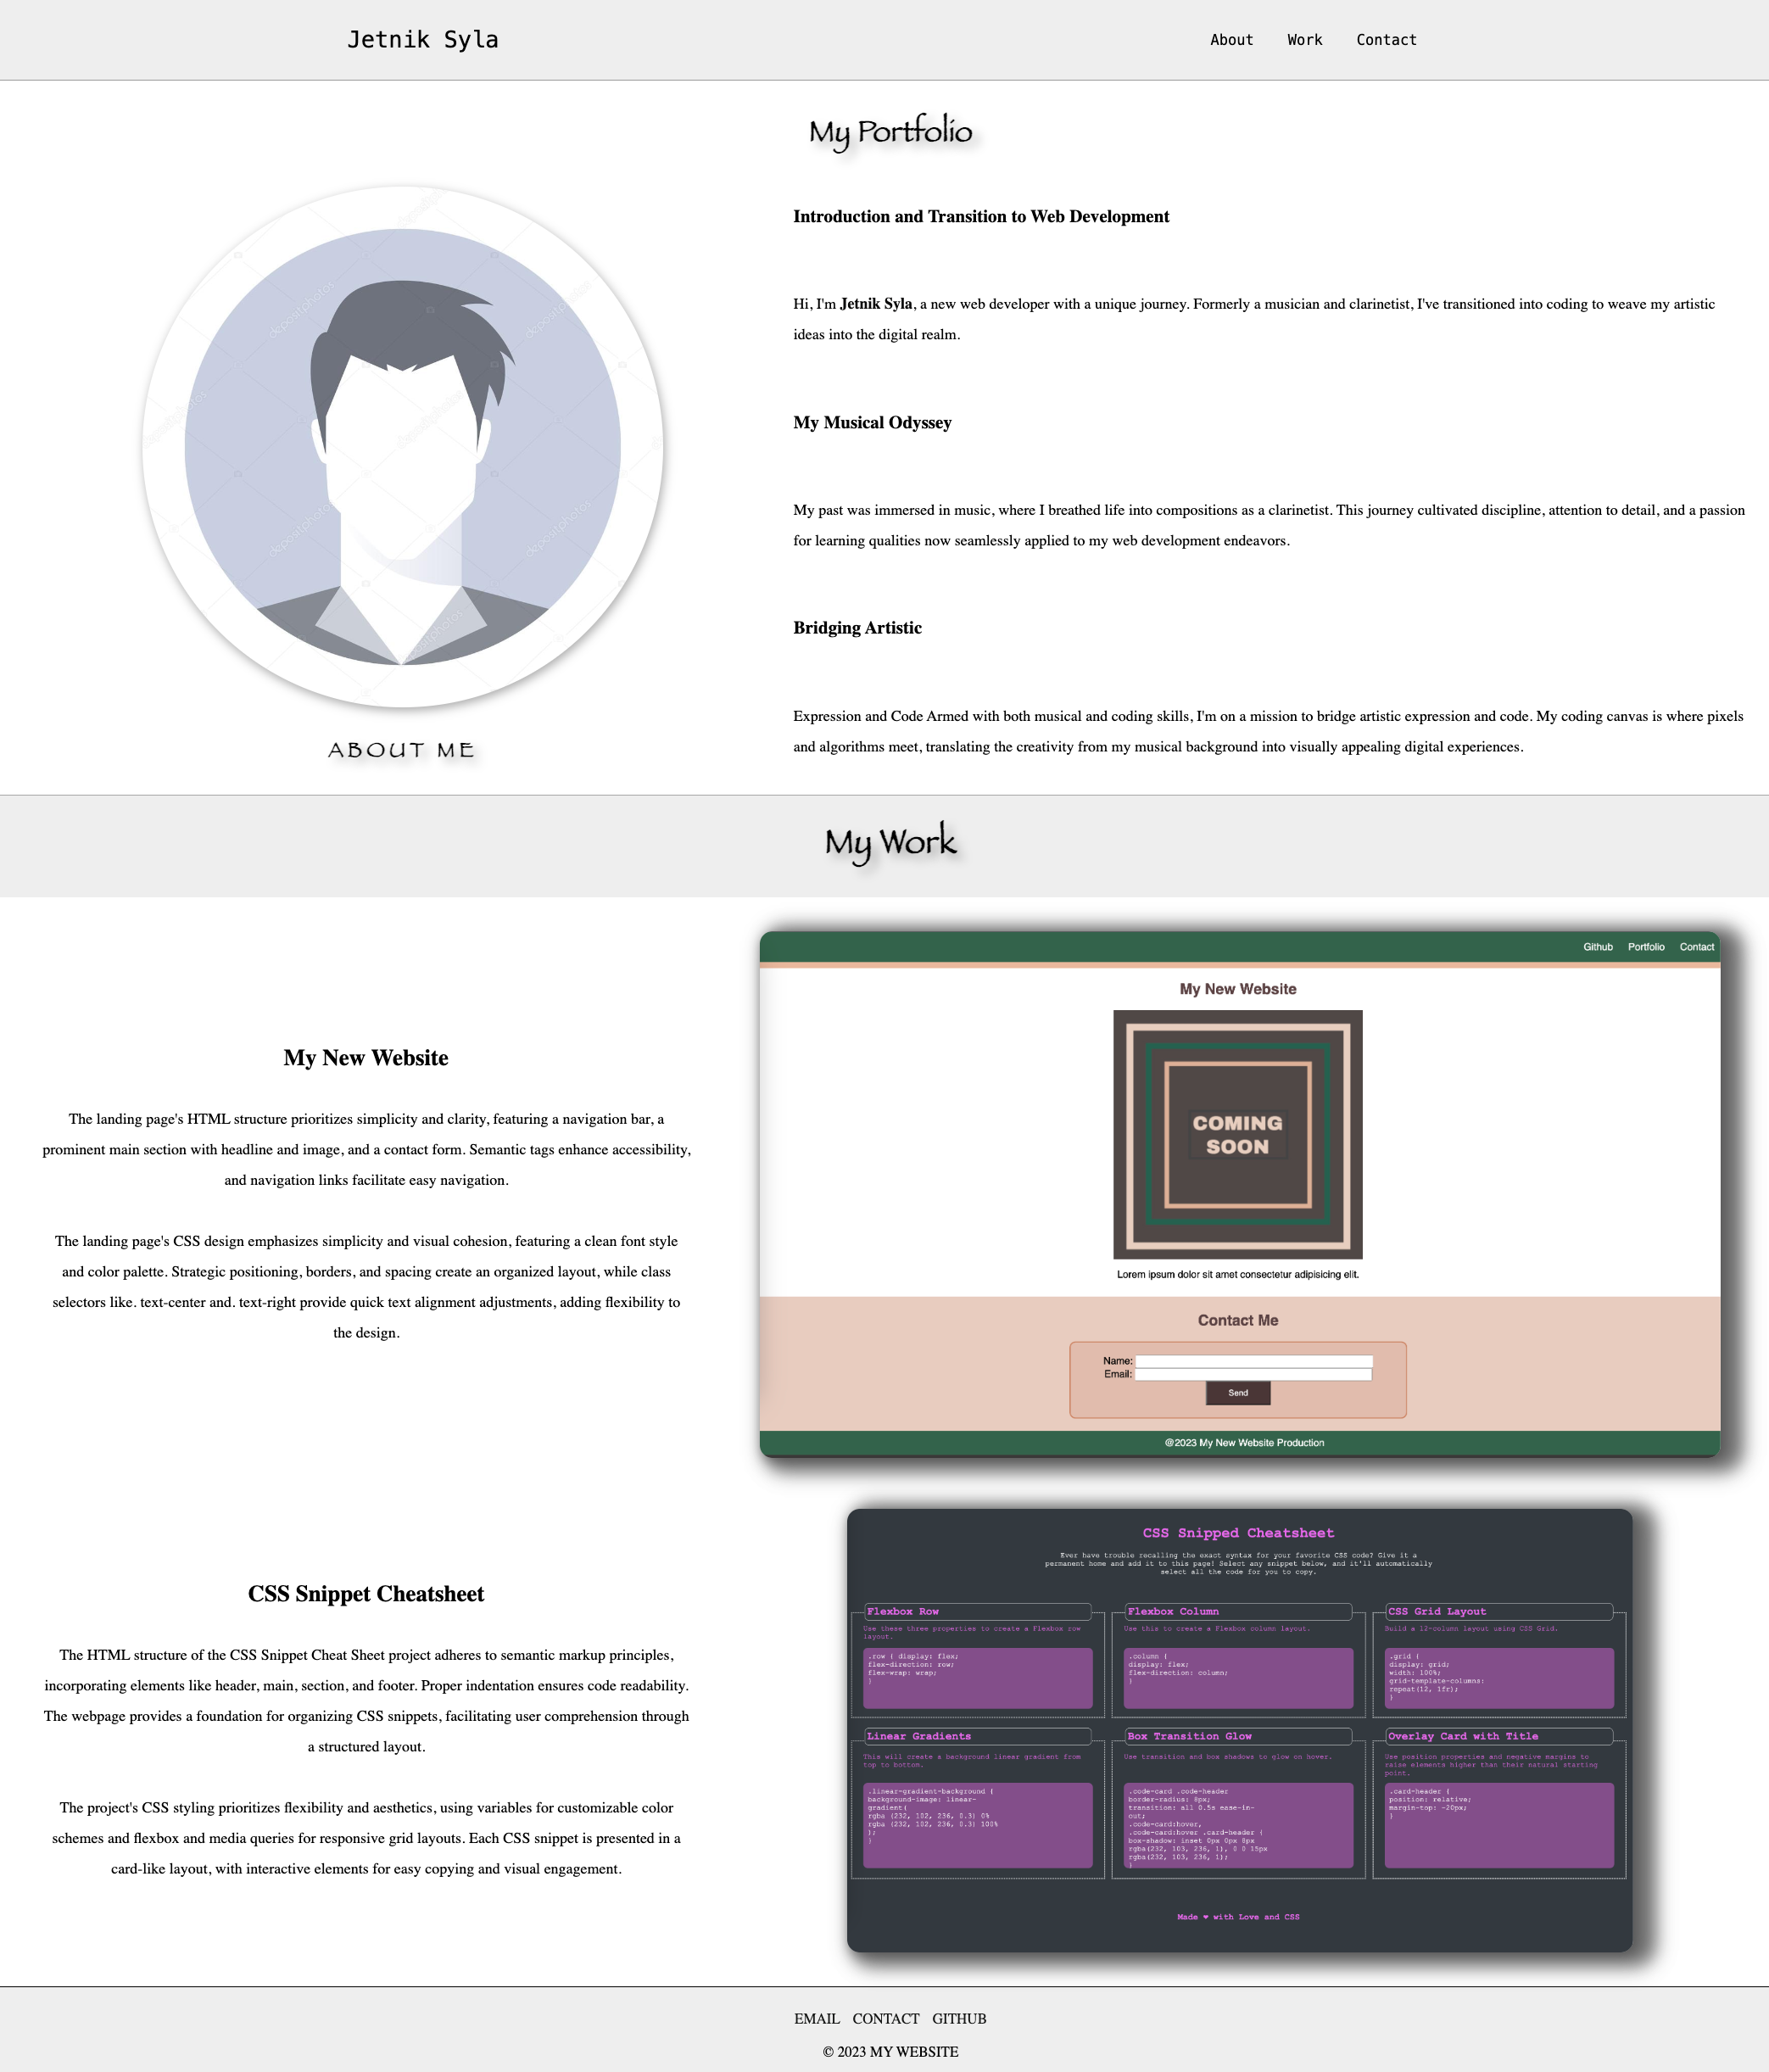 Jetnik Syla
About Work Contact
My Portfolio
depositphotos
ABOUT ME
Introduction and Transition to Web Development
Hi, I'm Jetnik Syla, a new web developer with a unique journey. Formerly a musician and clarinetist, I've transitioned into coding to weave my artistic
ideas into the digital realm.
My Musical Odyssey
My past was immersed in music, where I breathed life into compositions as a clarinetist. This journey cultivated discipline, attention to detail, and a passion
for learning qualities now seamlessly applied to my web development endeavors.
Bridging Artistic
Expression and Code Armed with both musical and coding skills, I'm on a mission to bridge artistic expression and code. My coding canvas is where pixels
and algorithms meet, translating the creativity from my musical background into visually appealing digital experiences.
My Work
My New Website
The landing page's HTML structure prioritizes simplicity and clarity, featuring a navigation bar, a
prominent main section with headline and image, and a contact form. Semantic tags enhance accessibility,
and navigation links facilitate easy navigation.
The landing page's CSS design emphasizes simplicity and visual cohesion, featuring a clean font style
and color palette. Strategic positioning, borders, and spacing create an organized layout, while class
selectors like. text-center and. text-right provide quick text alignment adjustments, adding flexibility to
the design.
Github Portfolio Contact
My New Website
COMING
SOON
Lorem ipsum dolor sit amet consectetur adipisicing elit.
Contact Me
Name:
Email:
Send
@2023 My New Website Production
CSS Snippet Cheatsheet
The HTML structure of the CSS Snippet Cheat Sheet project adheres to semantic markup principles,
incorporating elements like header, main, section, and footer. Proper indentation ensures code readability.
The webpage provides a foundation for organizing CSS snippets, facilitating user comprehension through
a structured layout.
The project's CSS styling prioritizes flexibility and aesthetics, using variables for customizable color
schemes and flexbox and media queries for responsive grid layouts. Each CSS snippet is presented in a
card-like layout, with interactive elements for easy copying and visual engagement.
CSS Snipped Cheatsheet
Ever have trouble recalling the exact syntax for your favorite CSS code? Give it a
permanent home and add it to this page! Select any snippet below, and it'll automatically
select all the code for you to copy.
Flexbox Row
Use these three properties to create a Flexbox row
layout.
.row { display: flex;
flex-direction: row;
flex-wrap: wrap;
}
Flexbox Column
Use this to create a Flexbox column layout.
.column {
display: flex;
flex-direction: column;
}
CSS Grid Layout
Build a 12-column layout using CSS Grid.
.grid {
display: grid;
width: 100%;
grid-template-columns:
repeat(12, 1fr);
}
Linear Gradients
This will create a background linear gradient from
top to bottom.
.linear-gradient-background {
background-image: linear-
gradient(
rgba (232, 102, 236, 0.3) 0%
rgba (232, 102, 236, 0.3) 100%
);
}
Box Transition Glow
Use transition and box shadows to glow on hover.
.code-card .code-header
border-radius: 8px;
transition: all 0.5s ease-in-
out;
.code-card:hover,
.code-card:hover .card-header {
box-shadow: inset 0px 0px 8px
rgba(232, 103, 236, 1), 0 0 15px
rgba(232, 103, 236, 1);
}
Overlay Card with Title
Use position properties and negative margins to
raise elements higher than their natural starting
point.
.card-header {
position: relative;
margin-top: -20px;
}
Made ❤ with Love and CSS
EMAIL CONTACT GITHUB
© 2023 MY WEBSITE